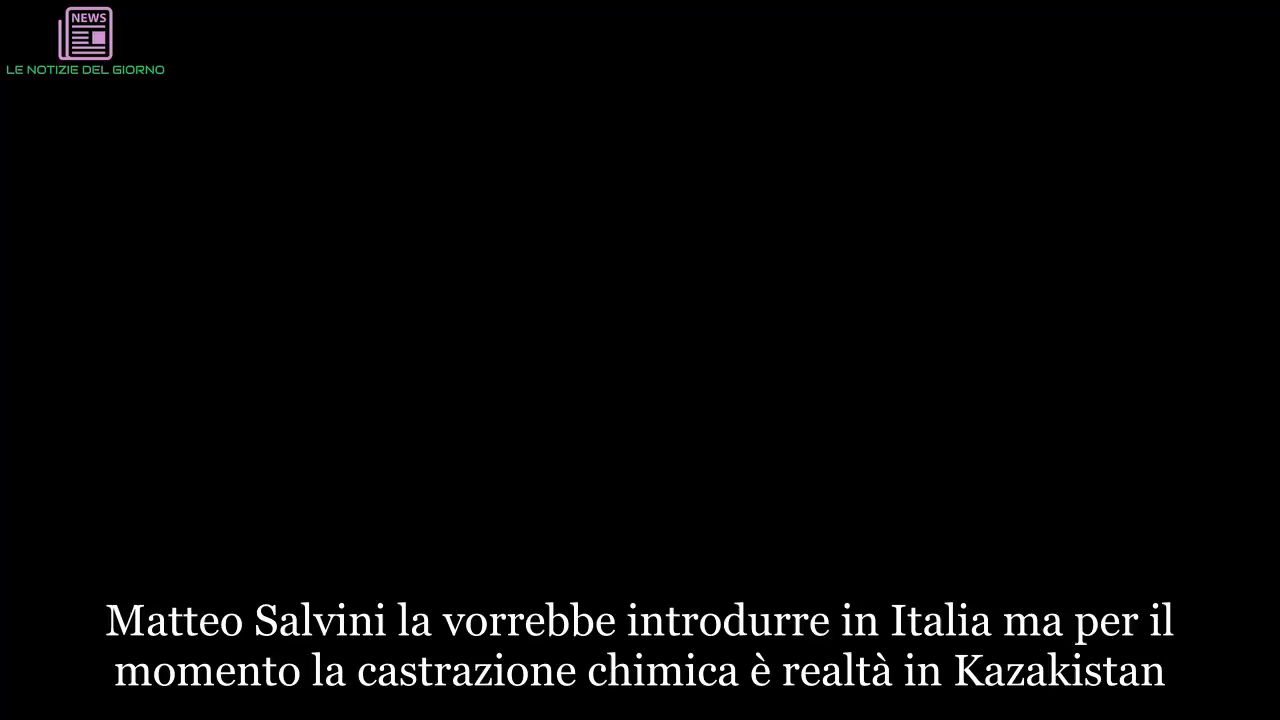 NEWS
LE NOTIZIE DEL GIORNO
Matteo Salvini la vorrebbe introdurre in Italia ma per il
momento la castrazione chimica è realtà in Kazakistan